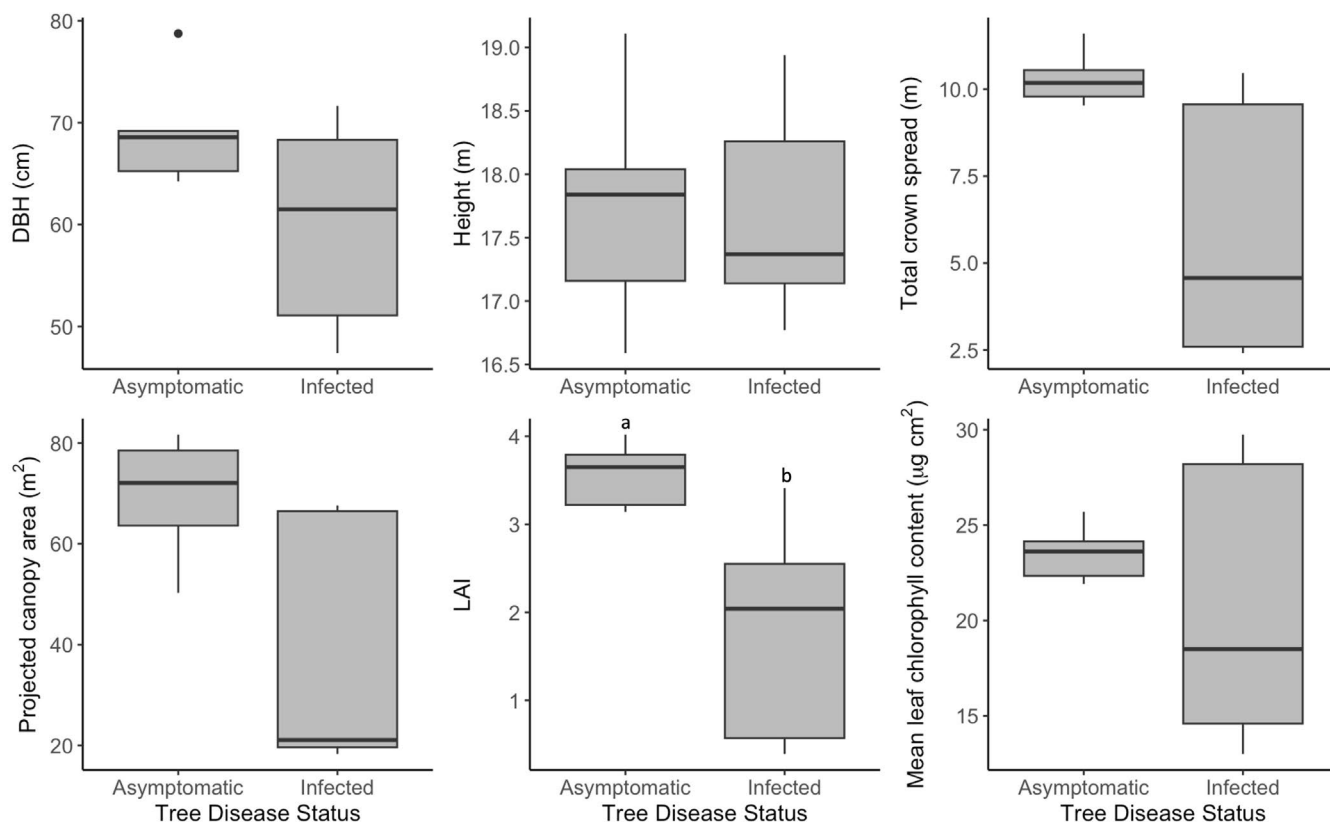 DBH (cm)
80
70
60
50
Asymptomatic Infected
Height (m)
19.0
18.5
18.0
17.5
17.0
16.5
Asymptomatic Infected
Total crown spread (m)
10.0
7.5
5.0
2.5
Asymptomatic Infected
Projected canopy area (m²)
80
60
40
20
Asymptomatic Infected
Tree Disease Status
LAI
4
3
2
1
a
b
Asymptomatic Infected
Tree Disease Status
Mean leaf chlorophyll content (μg cm²)
30
25
20
15
Asymptomatic Infected
Tree Disease Status